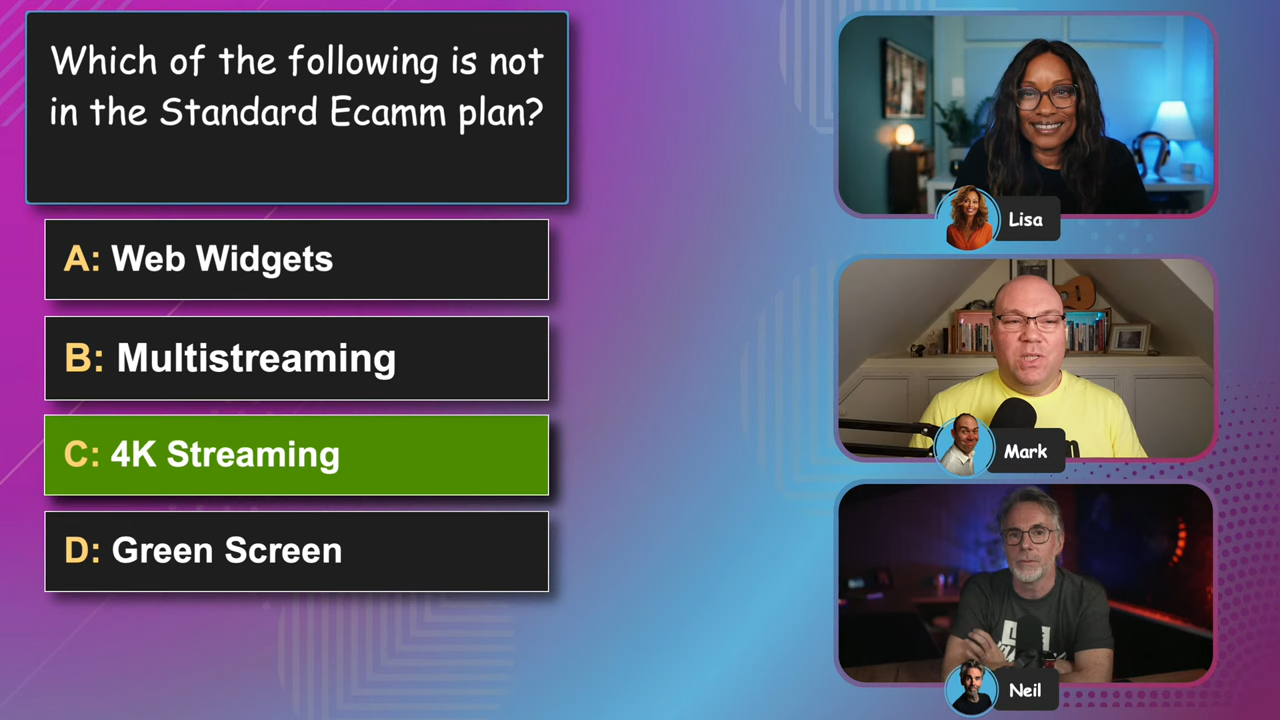 Which of the following is not
in the Standard Ecamm plan?
A: Web Widgets
B: Multistreaming
C: 4K Streaming
D: Green Screen
Lisa
Mark
Neil